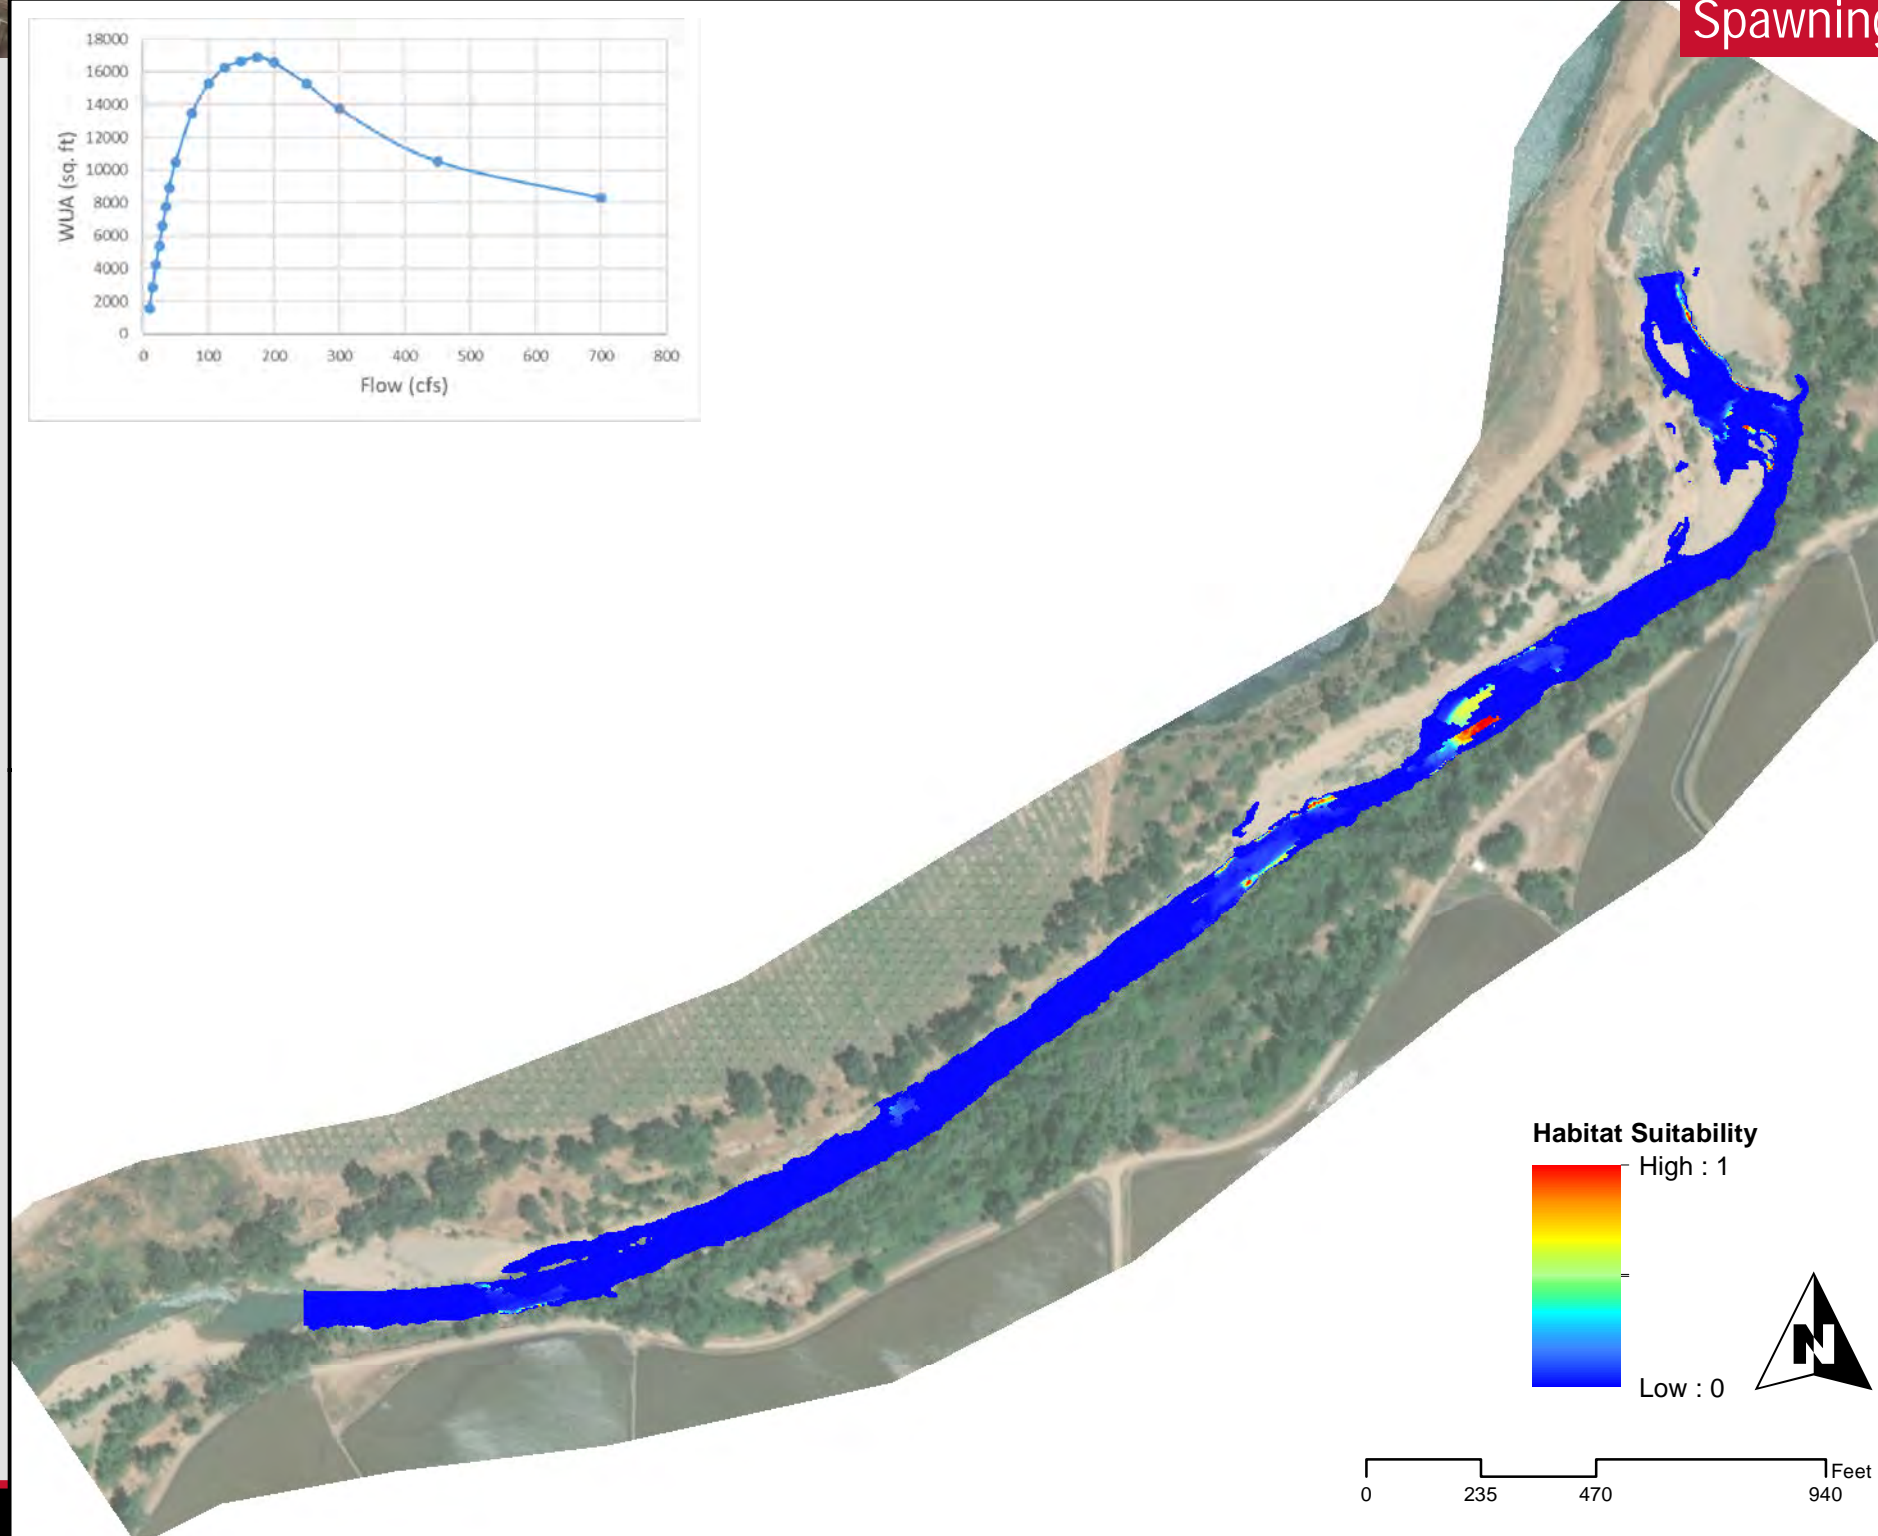 Spawning
18000
16000
14000
12000
10000
8000
6000
4000
2000
0
WUA (sq. ft)
0 100 200 300 400 500 600 700 800
Flow (cfs)
Habitat Suitability
High : 1
=
Low : 0
N
Feet
0 235 470 940